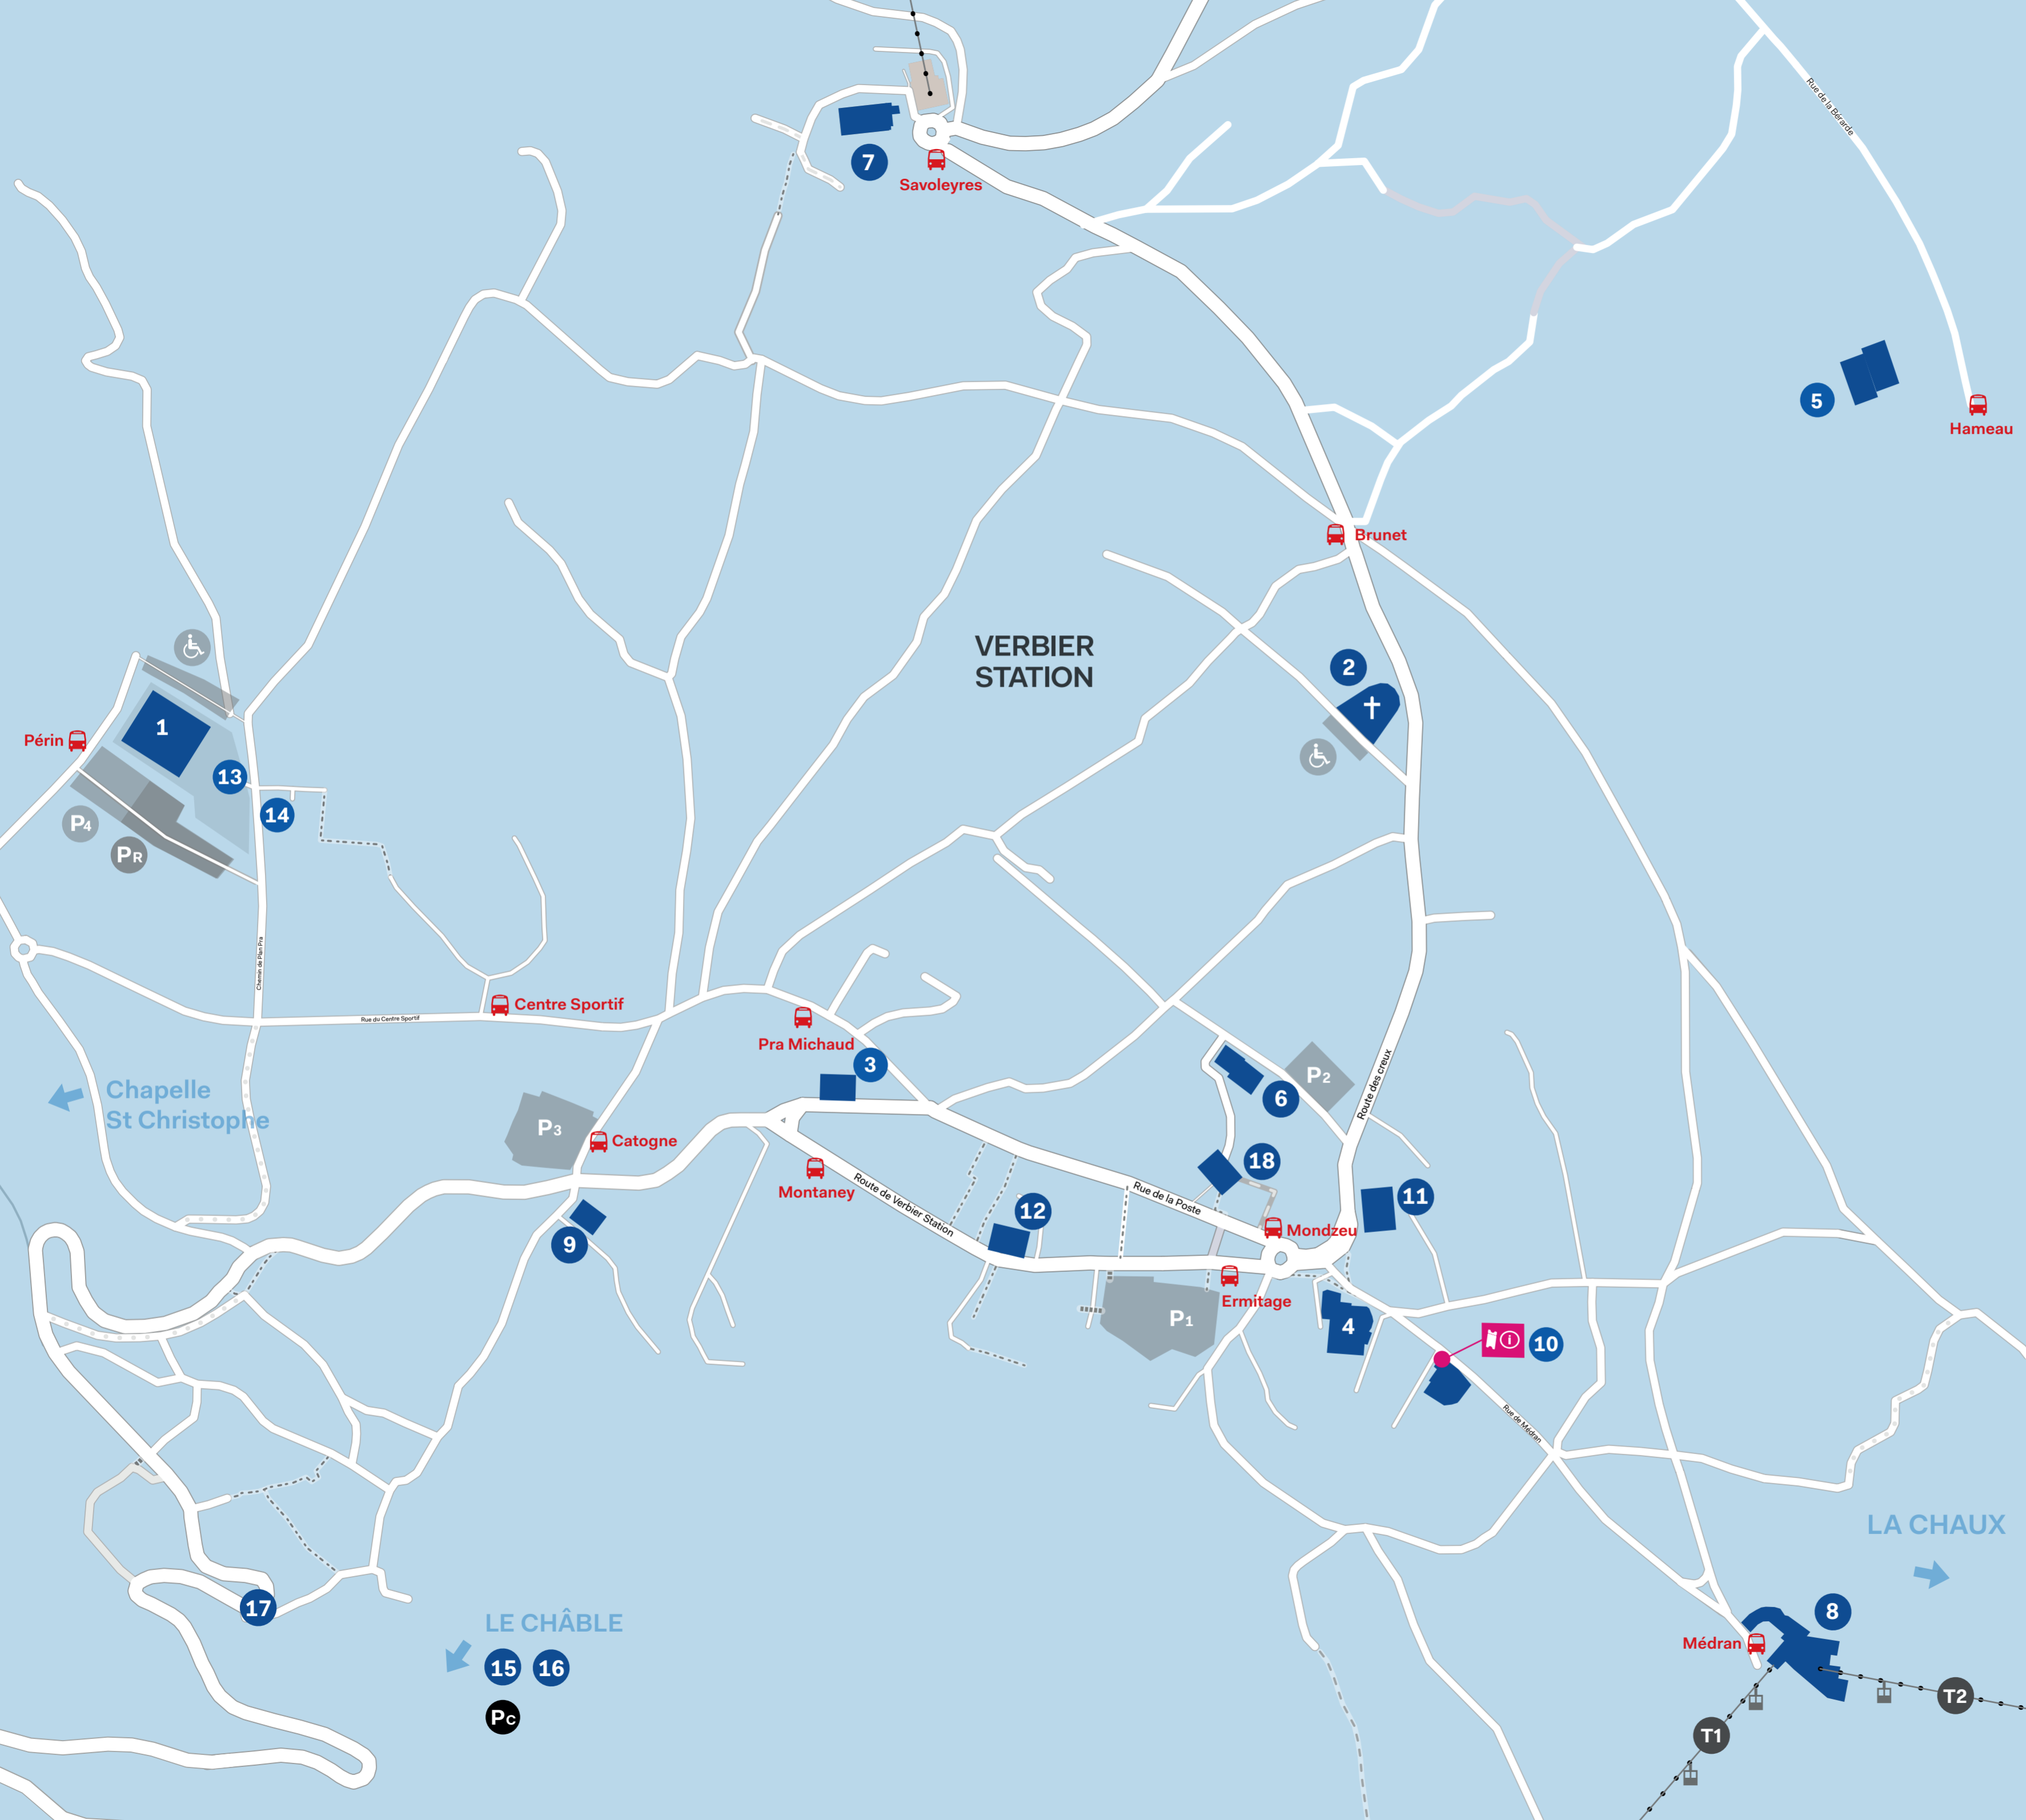 Rue de la Bérarde
7
Savoleyres
5
Hameau
Brunet
VERBIER
STATION
2
1
Périn
13
14
P4
PR
Chemin de Plan Pra
Centre Sportif
Rue du Centre Sportif
Pra Michaud
3
Route des creux
P2
6
Chapelle
St Christophe
P3
Catogne
Montaney
Route de Verbier Station
Rue de la Poste
18
11
12
Mondzeu
9
Ermitage
P1
4
i
10
Rue de Médran
LA CHAUX
17
LE CHÂBLE
15
16
PC
8
Médran
T2
T1